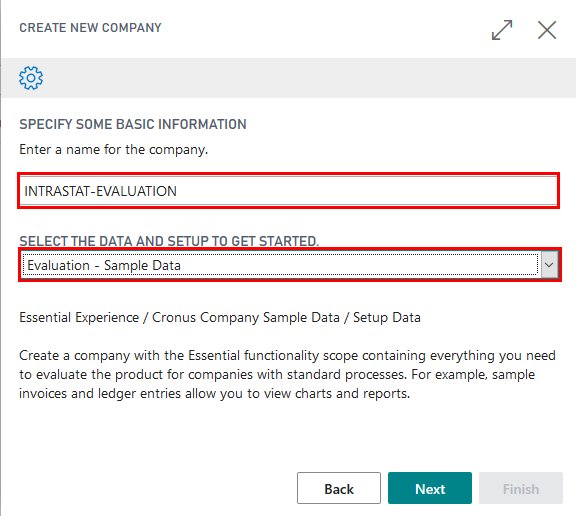 CREATE NEW COMPANY
SPECIFY SOME BASIC INFORMATION
Enter a name for the company.
INTRASTAT-EVALUATION
SELECT THE DATA AND SETUP TO GET STARTED.
Evaluation - Sample Data
Essential Experience / Cronus Company Sample Data / Setup Data
Create a company with the Essential functionality scope containing everything you need
to evaluate the product for companies with standard processes. For example, sample
invoices and ledger entries allow you to view charts and reports.
Back
Next
Finish